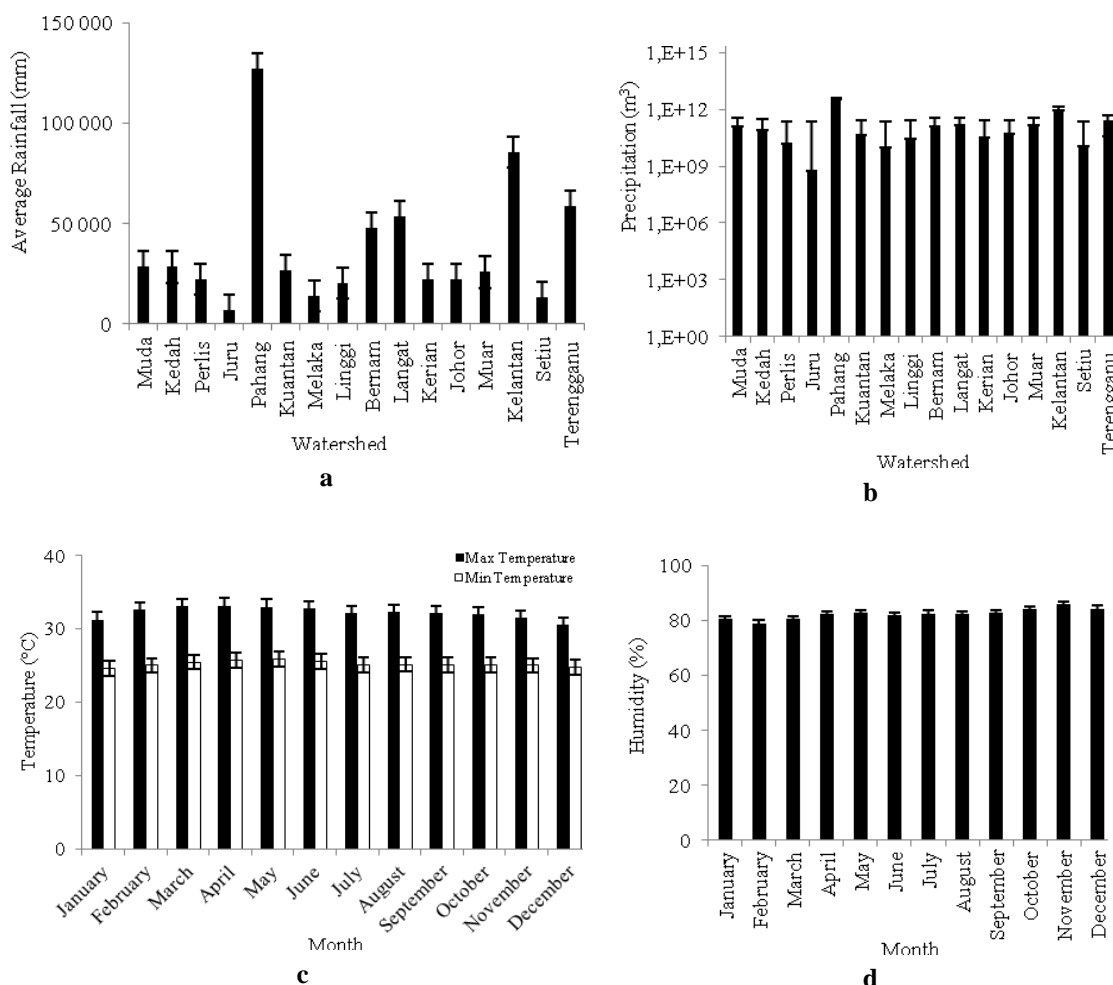 150 000
100 000
50 000
0
Average Rainfall (mm)
Muda
Kedah
Perlis
Juru
Pahang
Kuantan
Melaka
Linggi
Bernam
Langat
Kerian
Johor
Muar
Kelantan
Setiu
Terengganu
Watershed
a
1,E+15
1,E+12
1,E+09
1,E+06
1,E+03
1,E+00
Precipitation (m³)
Muda
Kedah
Perlis
Juru
Pahang
Kuantan
Melaka
Linggi
Bernam
Langat
Kerian
Johor
Muar
Kelantan
Setiu
Terengganu
Watershed
b
40
30
20
10
0
Temperature (°C)
Max Temperature
Min Temperature
January
February
March
April
May
June
July
August
September
October
November
December
Month
c
100
80
60
40
20
0
Humidity (%)
January
February
March
April
May
June
July
August
September
October
November
December
Month
d